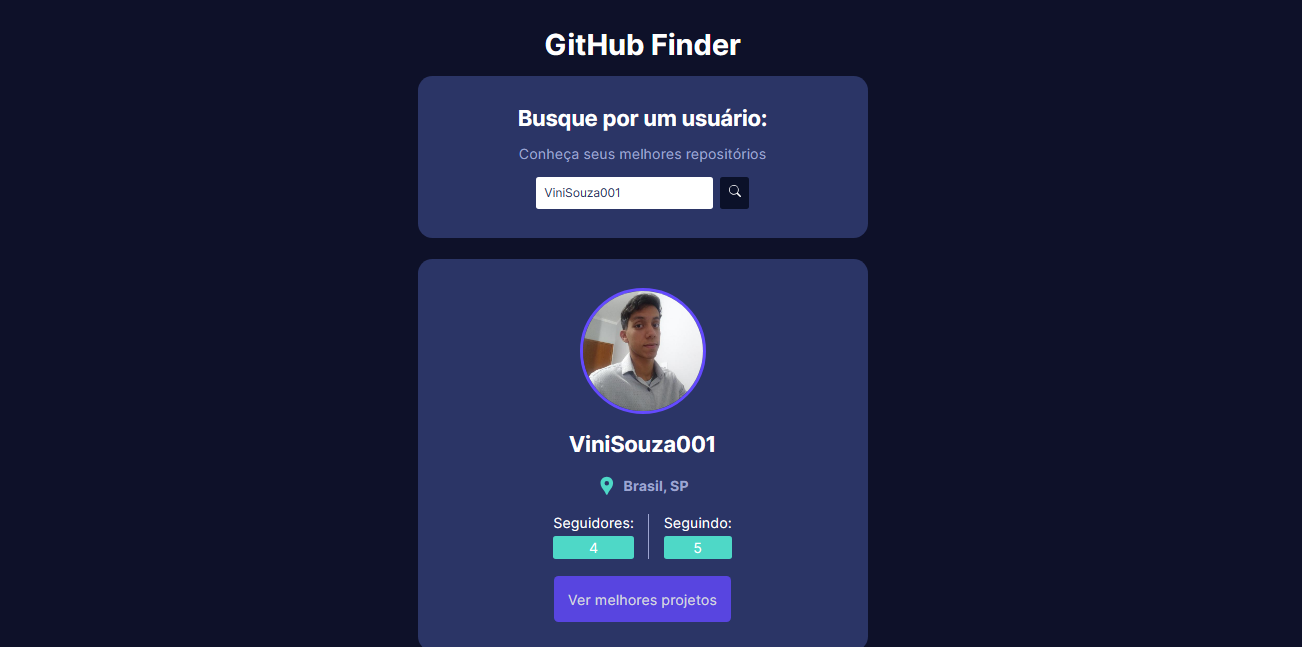 GitHub Finder
Busque por um usuário:
Conheça seus melhores repositórios
ViniSouza001
ViniSouza001
Brasil, SP
Seguidores: Seguindo:
4 5
Ver melhores projetos